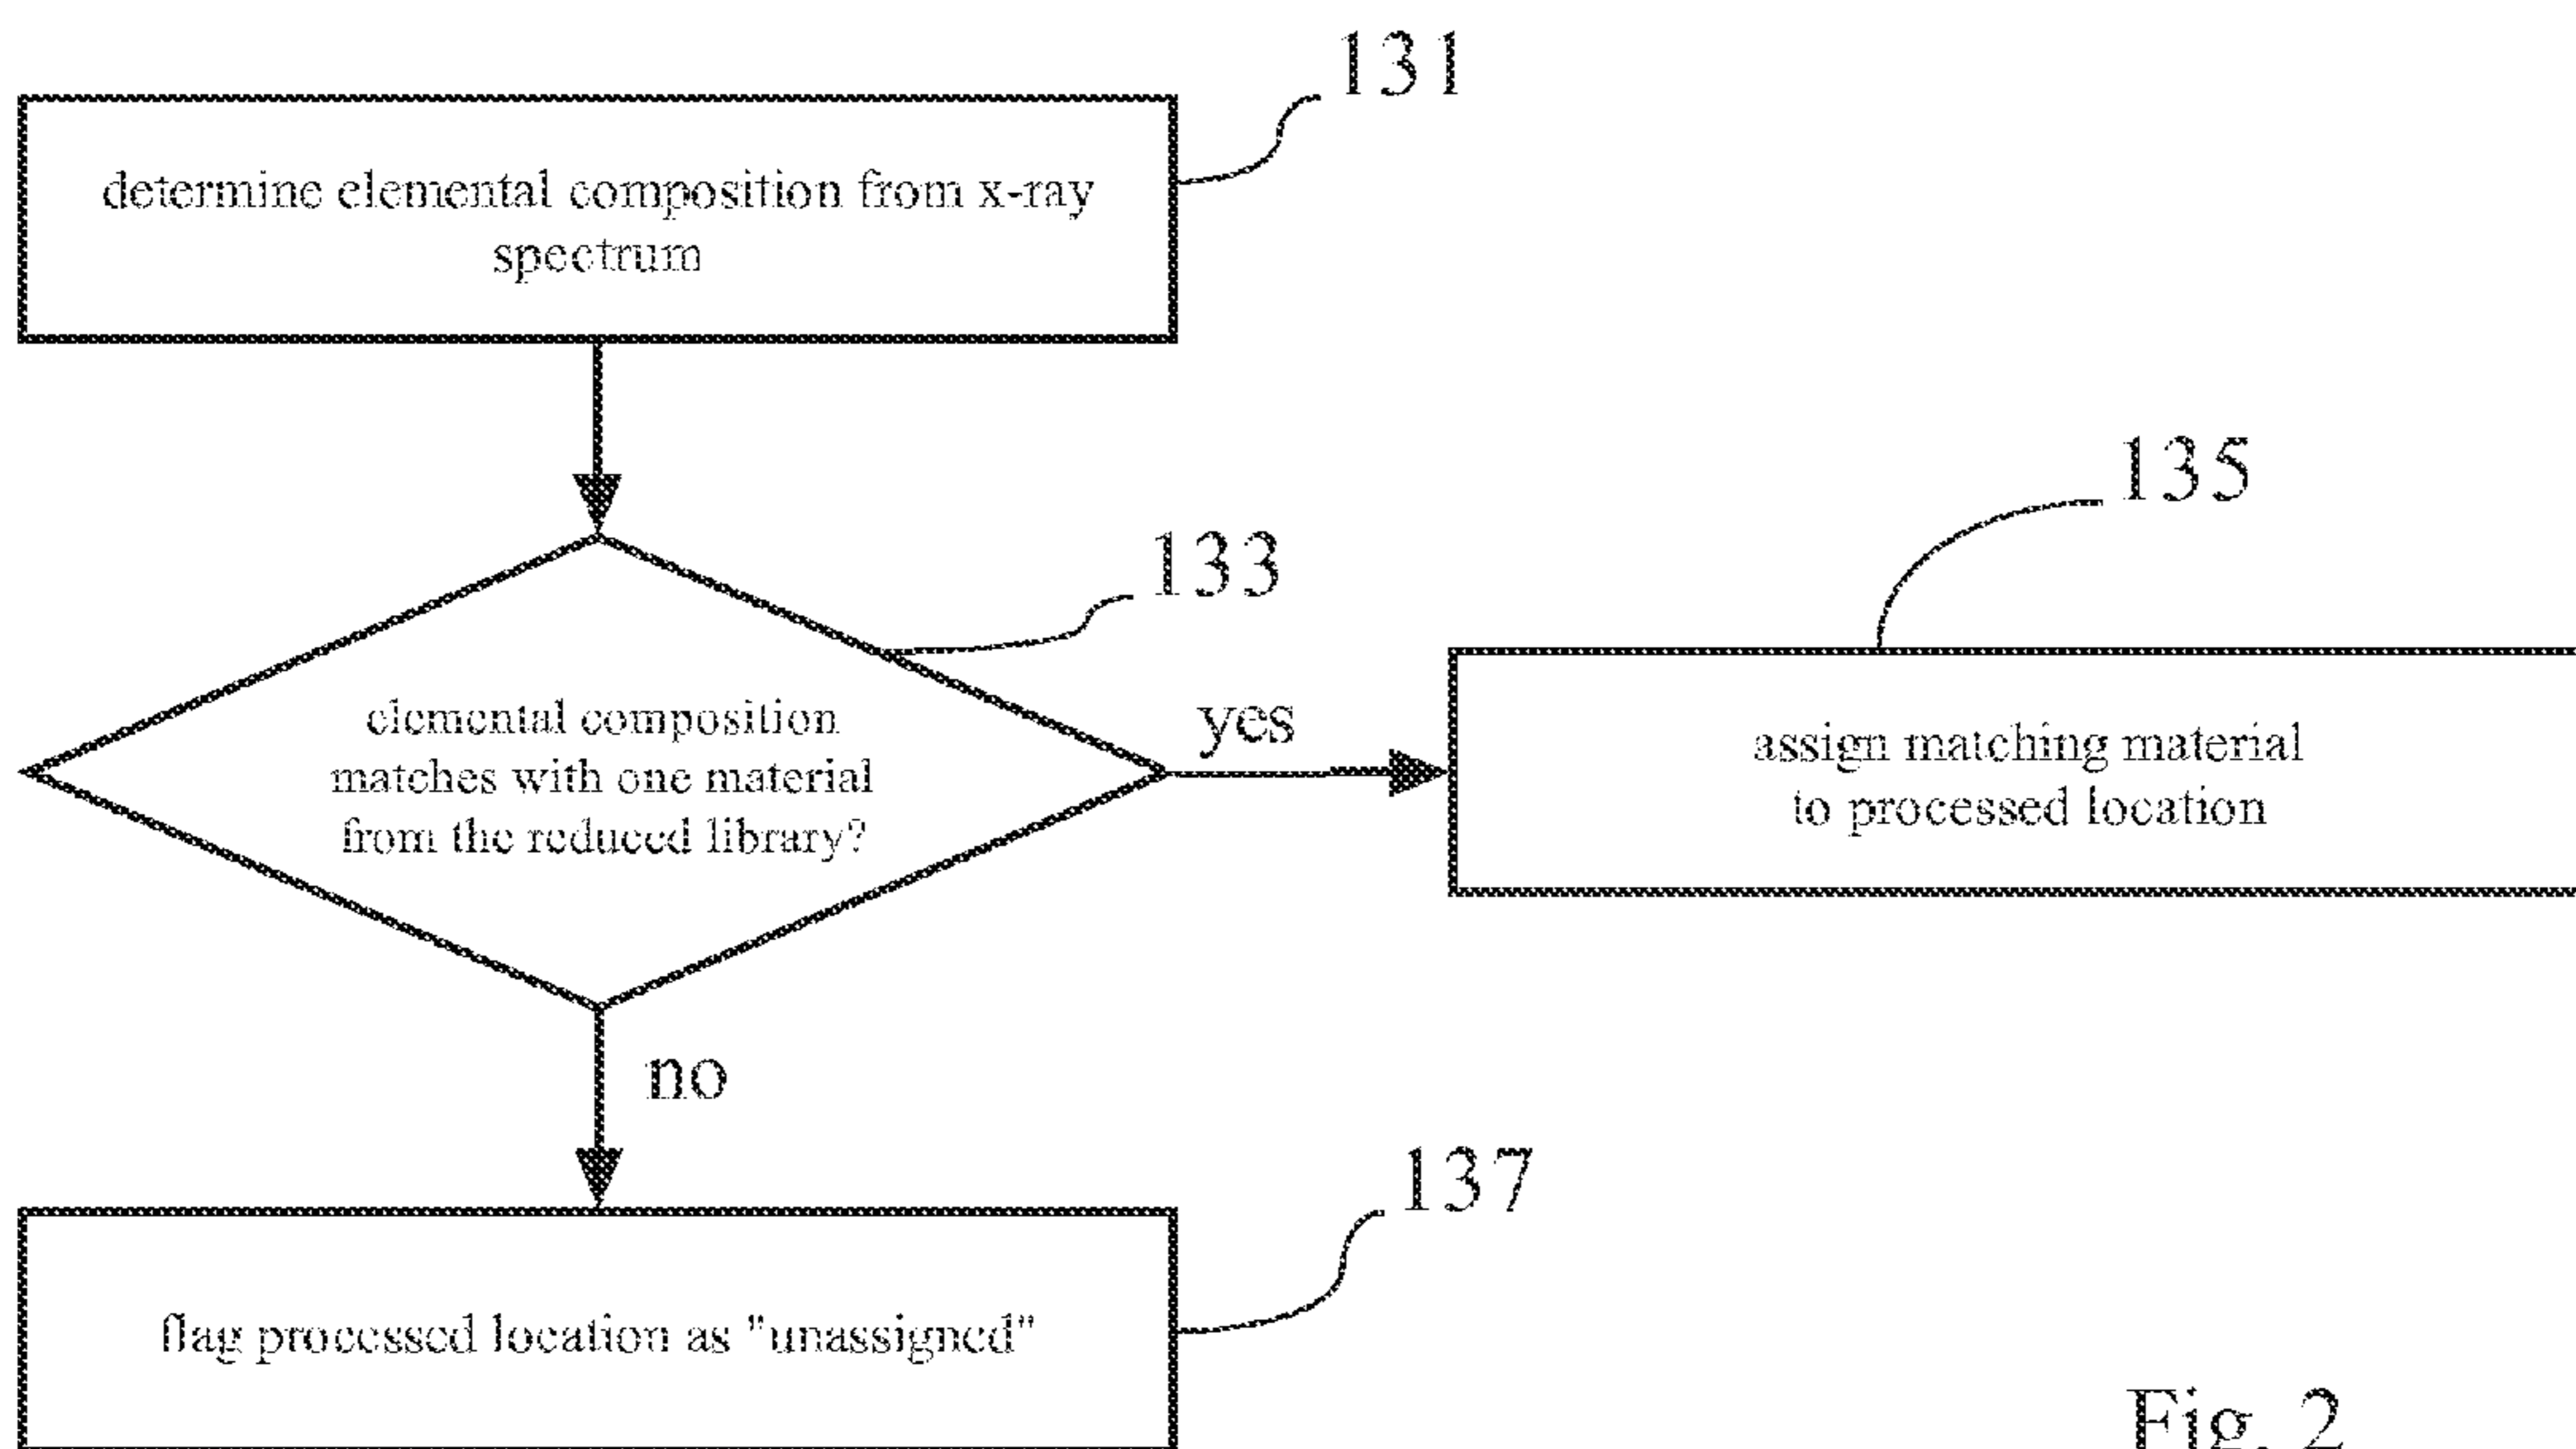 131
determine elemental composition from x-ray
spectrum
135
133
elemental composition
matches with one material
from the reduced library?
yes
assign matching material
to processed location
no
137
flag processed location as "unassigned"
Fig. 2